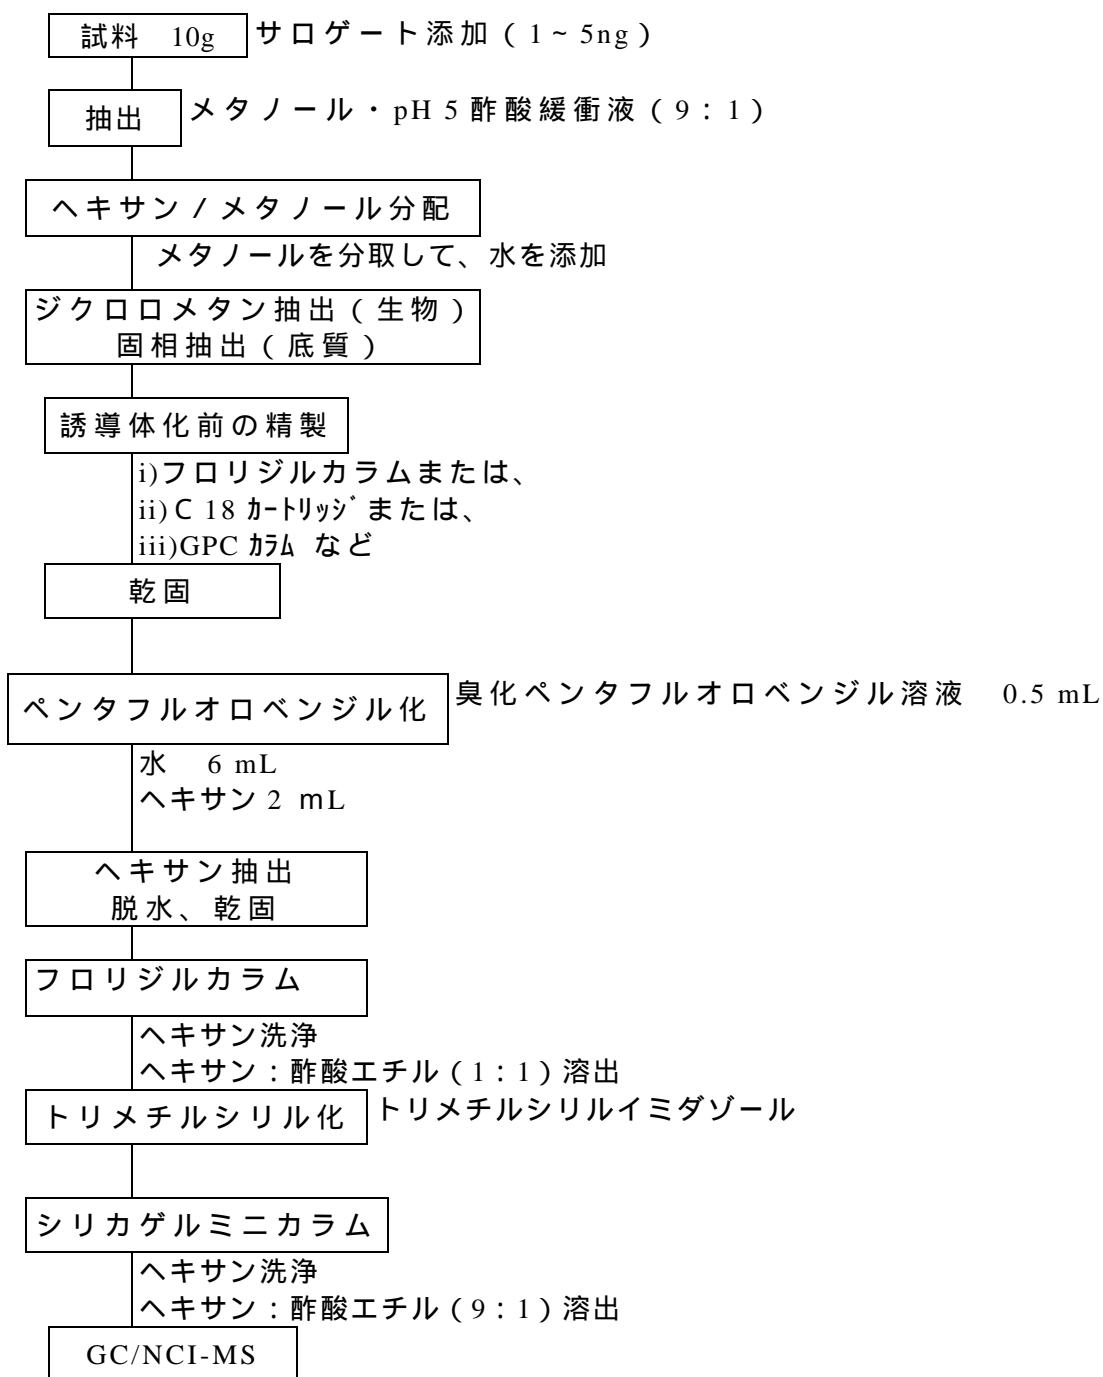 試料　10g サロゲート添加（1~5ng）
抽出 メタノール・pH 5 酢酸緩衝液（9：1）
ヘキサン/メタノール分配
メタノールを分取して、水を添加
ジクロロメタン抽出（生物）
固相抽出（底質）
誘導体化前の精製
i)フロリジルカラムまたは、
ii)C 18 ｶｰﾄﾘｯｼﾞまたは、
iii)GPC ｶﾗﾑ など
乾固
ペンタフルオロベンジル化 臭化ペンタフルオロベンジル溶液　0.5 mL
水　6 mL
ヘキサン 2 mL
ヘキサン抽出
脱水、乾固
フロリジルカラム
ヘキサン洗浄
ヘキサン：酢酸エチル（1：1）溶出
トリメチルシリル化 トリメチルシリルイミダゾール
シリカゲルミニカラム
ヘキサン洗浄
ヘキサン：酢酸エチル（9：1）溶出
GC/NCI-MS